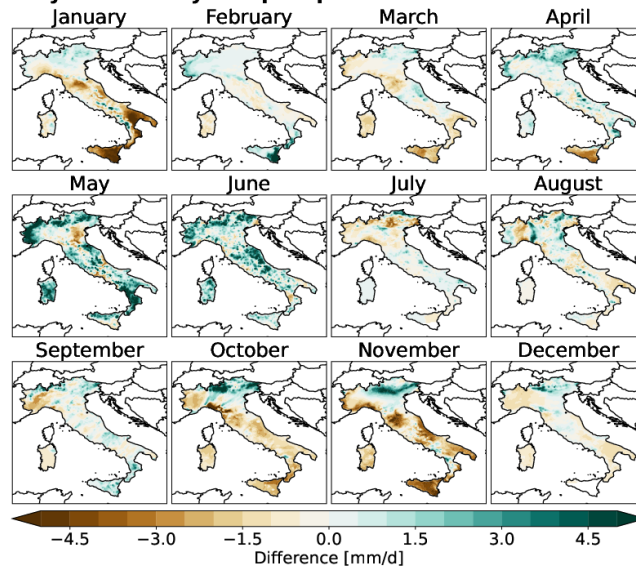 January February March April
May June July August
September October November December
−4.5 −3.0 −1.5 0.0 1.5 3.0 4.5
Difference [mm/d]